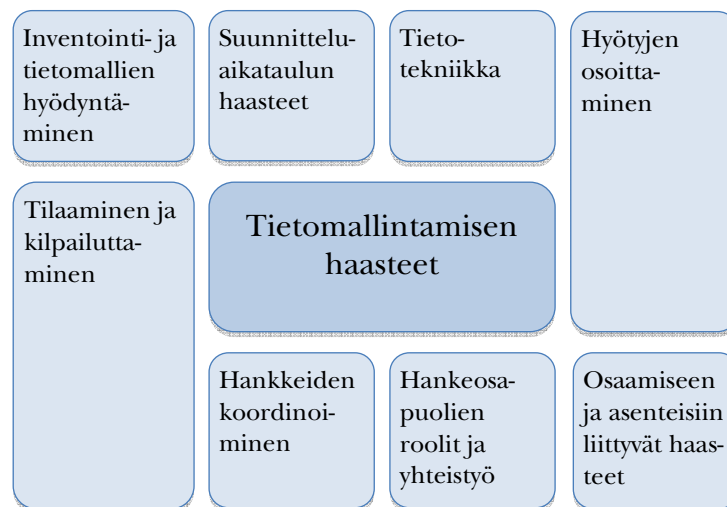 Inventointi- ja
tietomallien
hyödyntä-
minen
Suunnittelu-
aikataulun
haasteet
Tieto-
tekniikka
Hyötyjen
osoitta-
minen
Tilaaminen ja
kilpailutta-
minen
Tietomallintamisen
haasteet
Hankkeiden
koordinoi-
minen
Hankeosa-
puolien
roolit ja
yhteistyö
Osaamiseen
ja asenteisiin
liittyvät haas-
teet